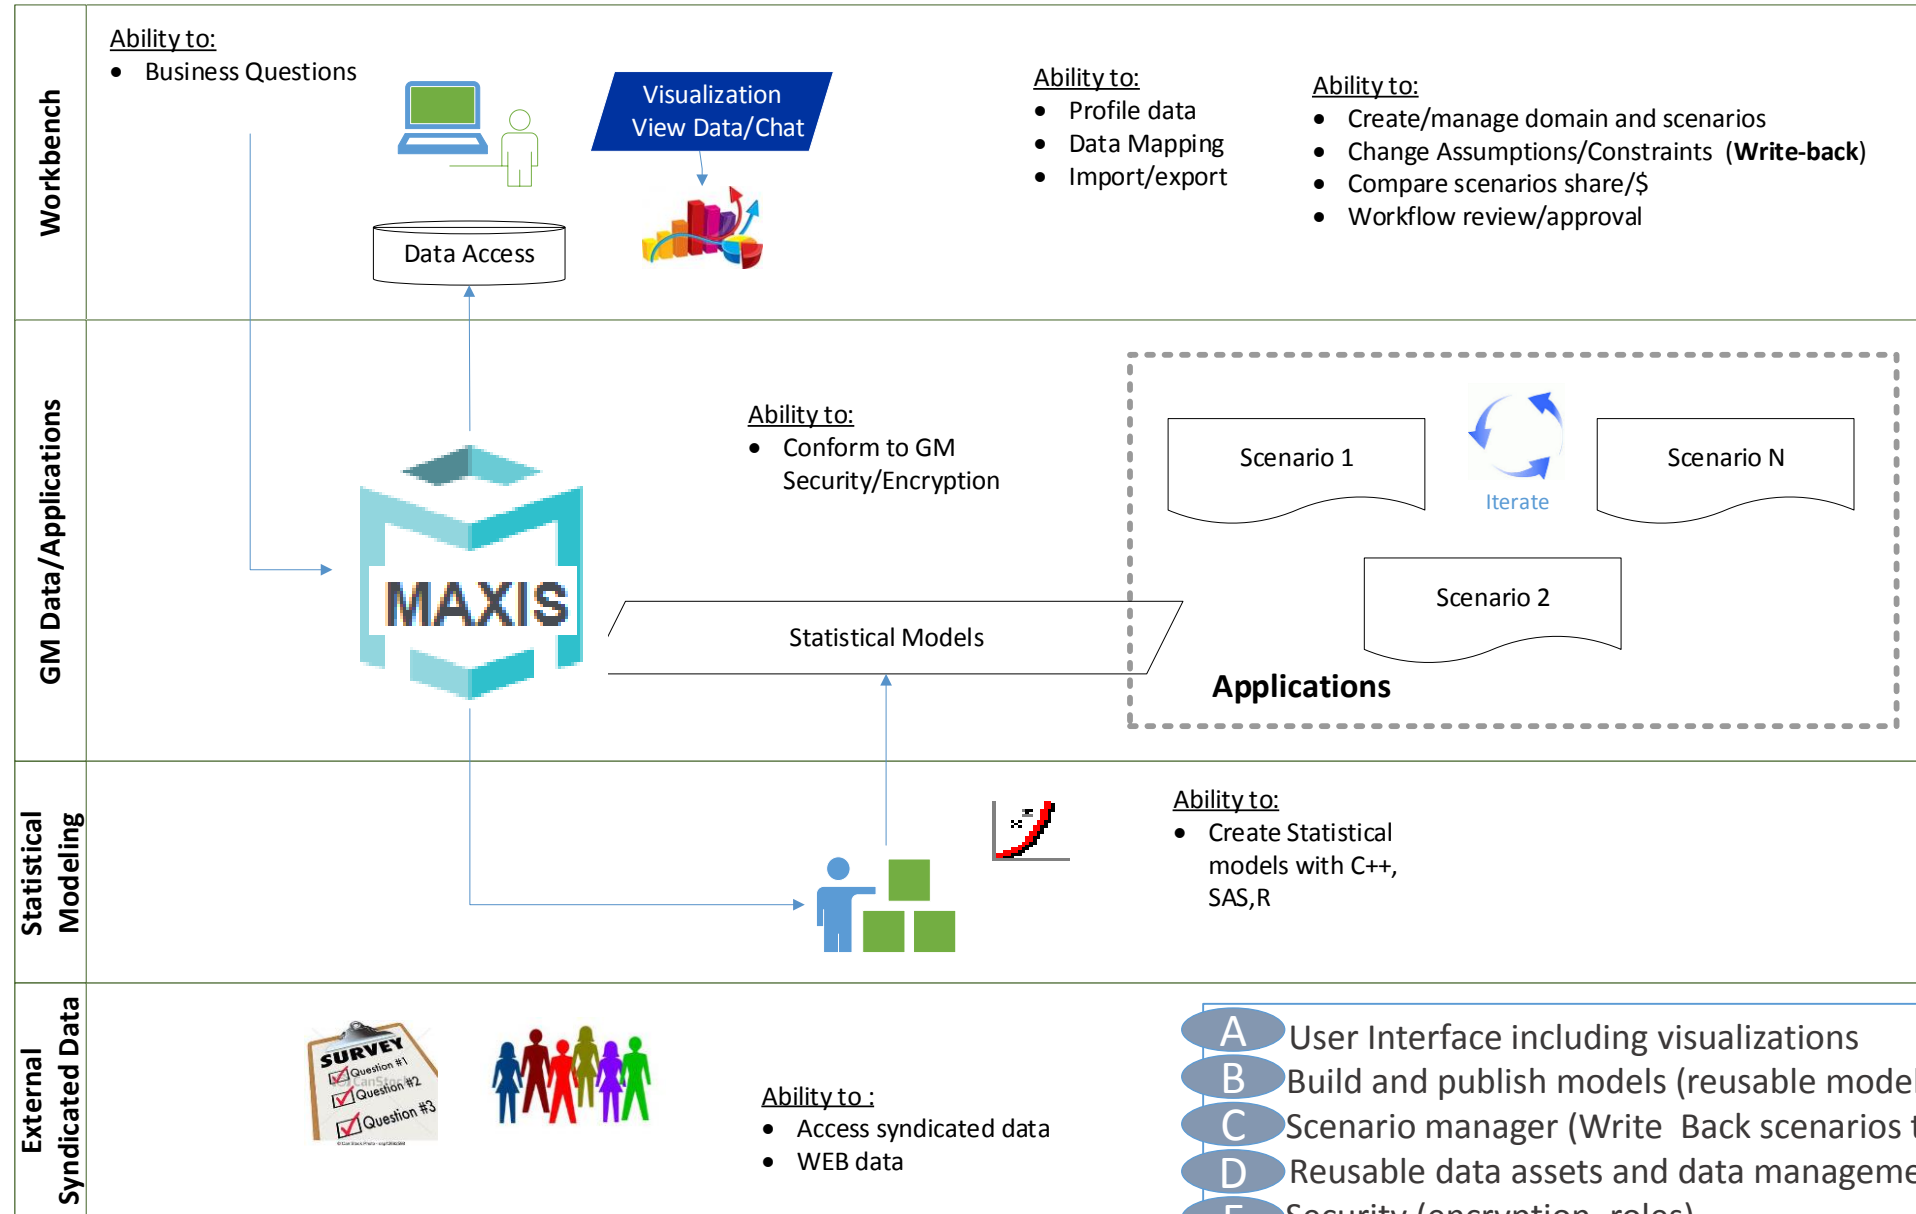 Workbench
Ability to:
• Business Questions
Visualization
View Data/Chat
Data Access
Ability to:
• Profile data
• Data Mapping
• Import/export
Ability to:
• Create/manage domain and scenarios
• Change Assumptions/Constraints (Write-back)
• Compare scenarios share/$
• Workflow review/approval
GM Data/Applications
MAXIS
Ability to:
• Conform to GM
Security/Encryption
Statistical Models
Scenario 1
Iterate
Scenario N
Scenario 2
Applications
Statistical
Modeling
Ability to:
• Create Statistical
models with C++,
SAS,R
External
Syndicated Data
SURVEY
Question #1
Question #2
Question #3
Ability to :
• Access syndicated data
• WEB data
A User Interface including visualizations
B Build and publish models (reusable model
C Scenario manager (Write Back scenarios t
D Reusable data assets and data manageme
E Security (encryption, roles)